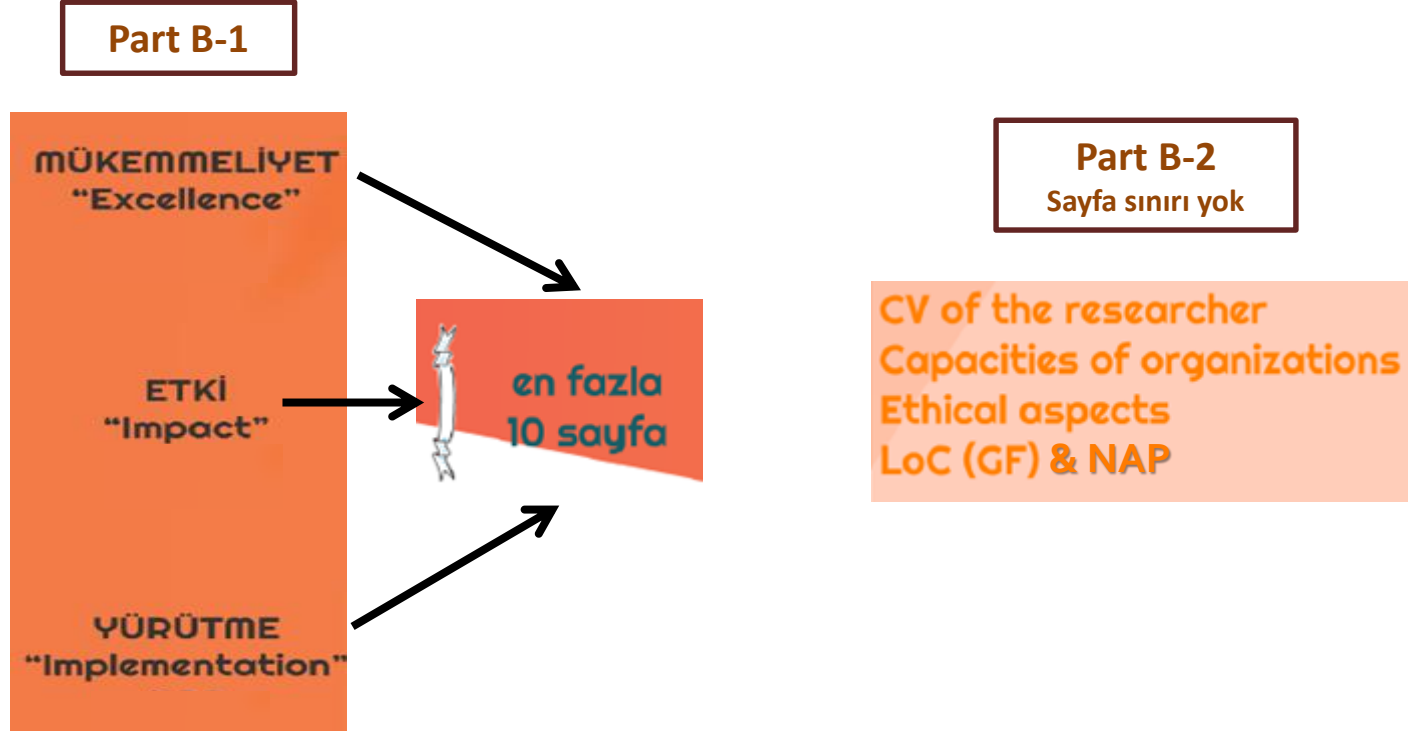 Part B-1
MÜKEMMELİYET
“Excellence”
ETKİ
“Impact”
YÜRÜTME
“Implementation”
en fazla
10 sayfa
Part B-2
Sayfa sınırı yok
CV of the researcher
Capacities of organizations
Ethical aspects
LoC (GF) & NAP